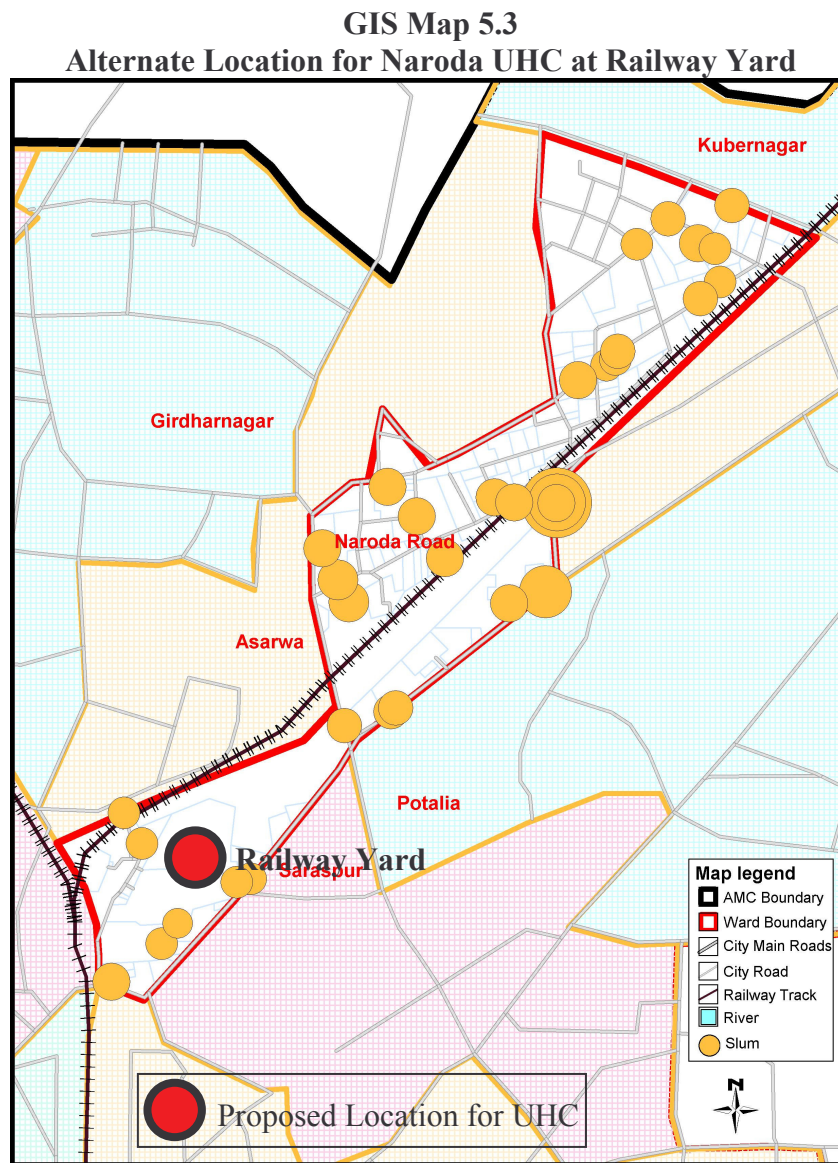 GIS Map 5.3
Alternate Location for Naroda UHC at Railway Yard
Kubernagar
Girdharnagar
Naroda Road
Asarwa
Potalia
Railway Yard
Saraspur
Map legend
AMC Boundary
Ward Boundary
City Main Roads
City Road
Railway Track
River
Slum
N
Proposed Location for UHC